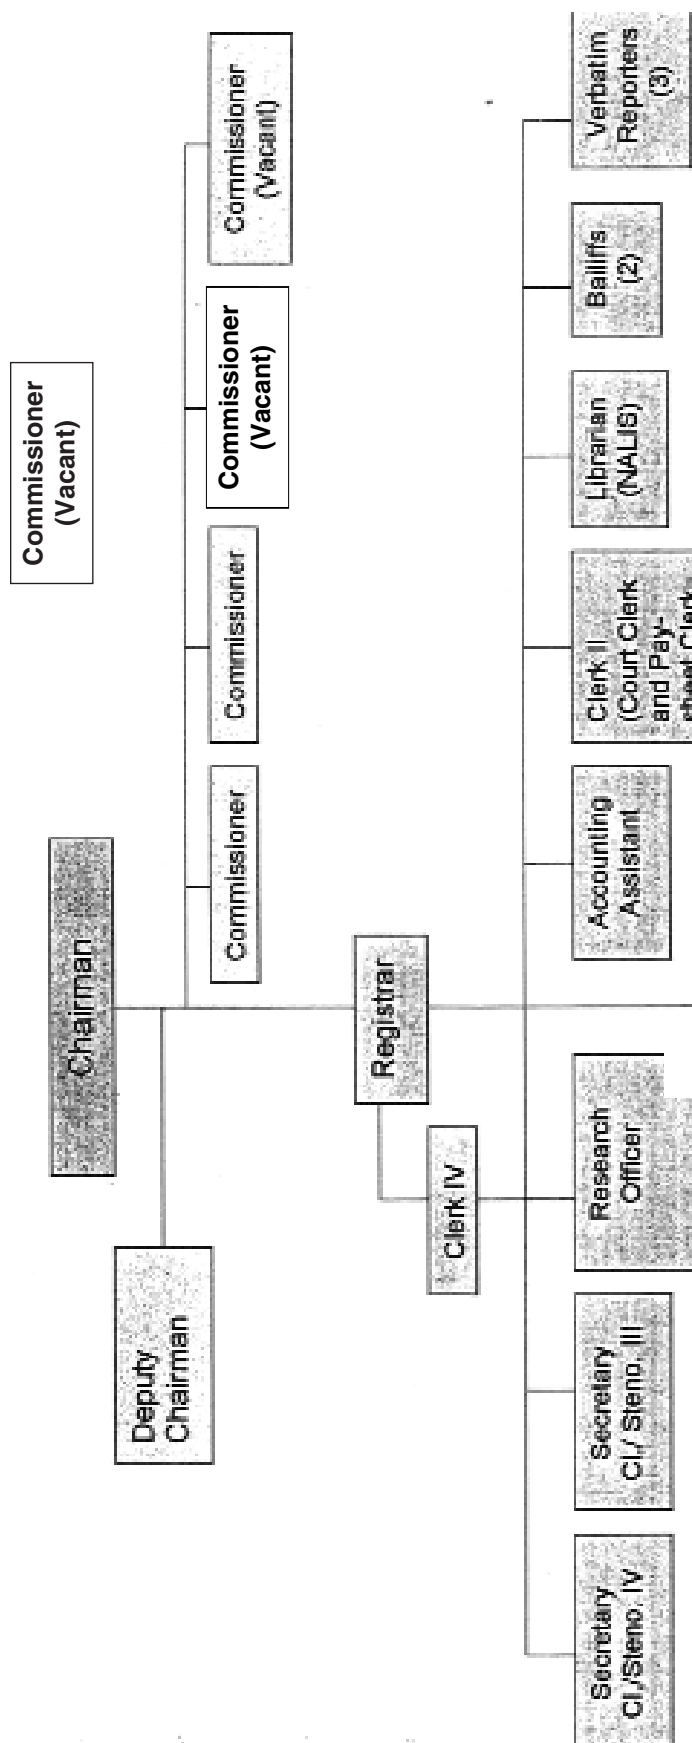 Commissioner
(Vacant)
Chairman
Deputy
Chairman
Commissioner
Commissioner
Commissioner
(Vacant)
Commissioner
(Vacant)
Registrar
Clerk IV
Secretary
Cl,/Steno. IV
Secretary
Cl,/ Steno. III
Research
Officer
Accounting
Assistant
Clerk II
(Court Clerk
and Pay-
sheet Clerk
Librarian
(NALIS)
Bailiffs
(2)
Verbatim
Reporters
(3)